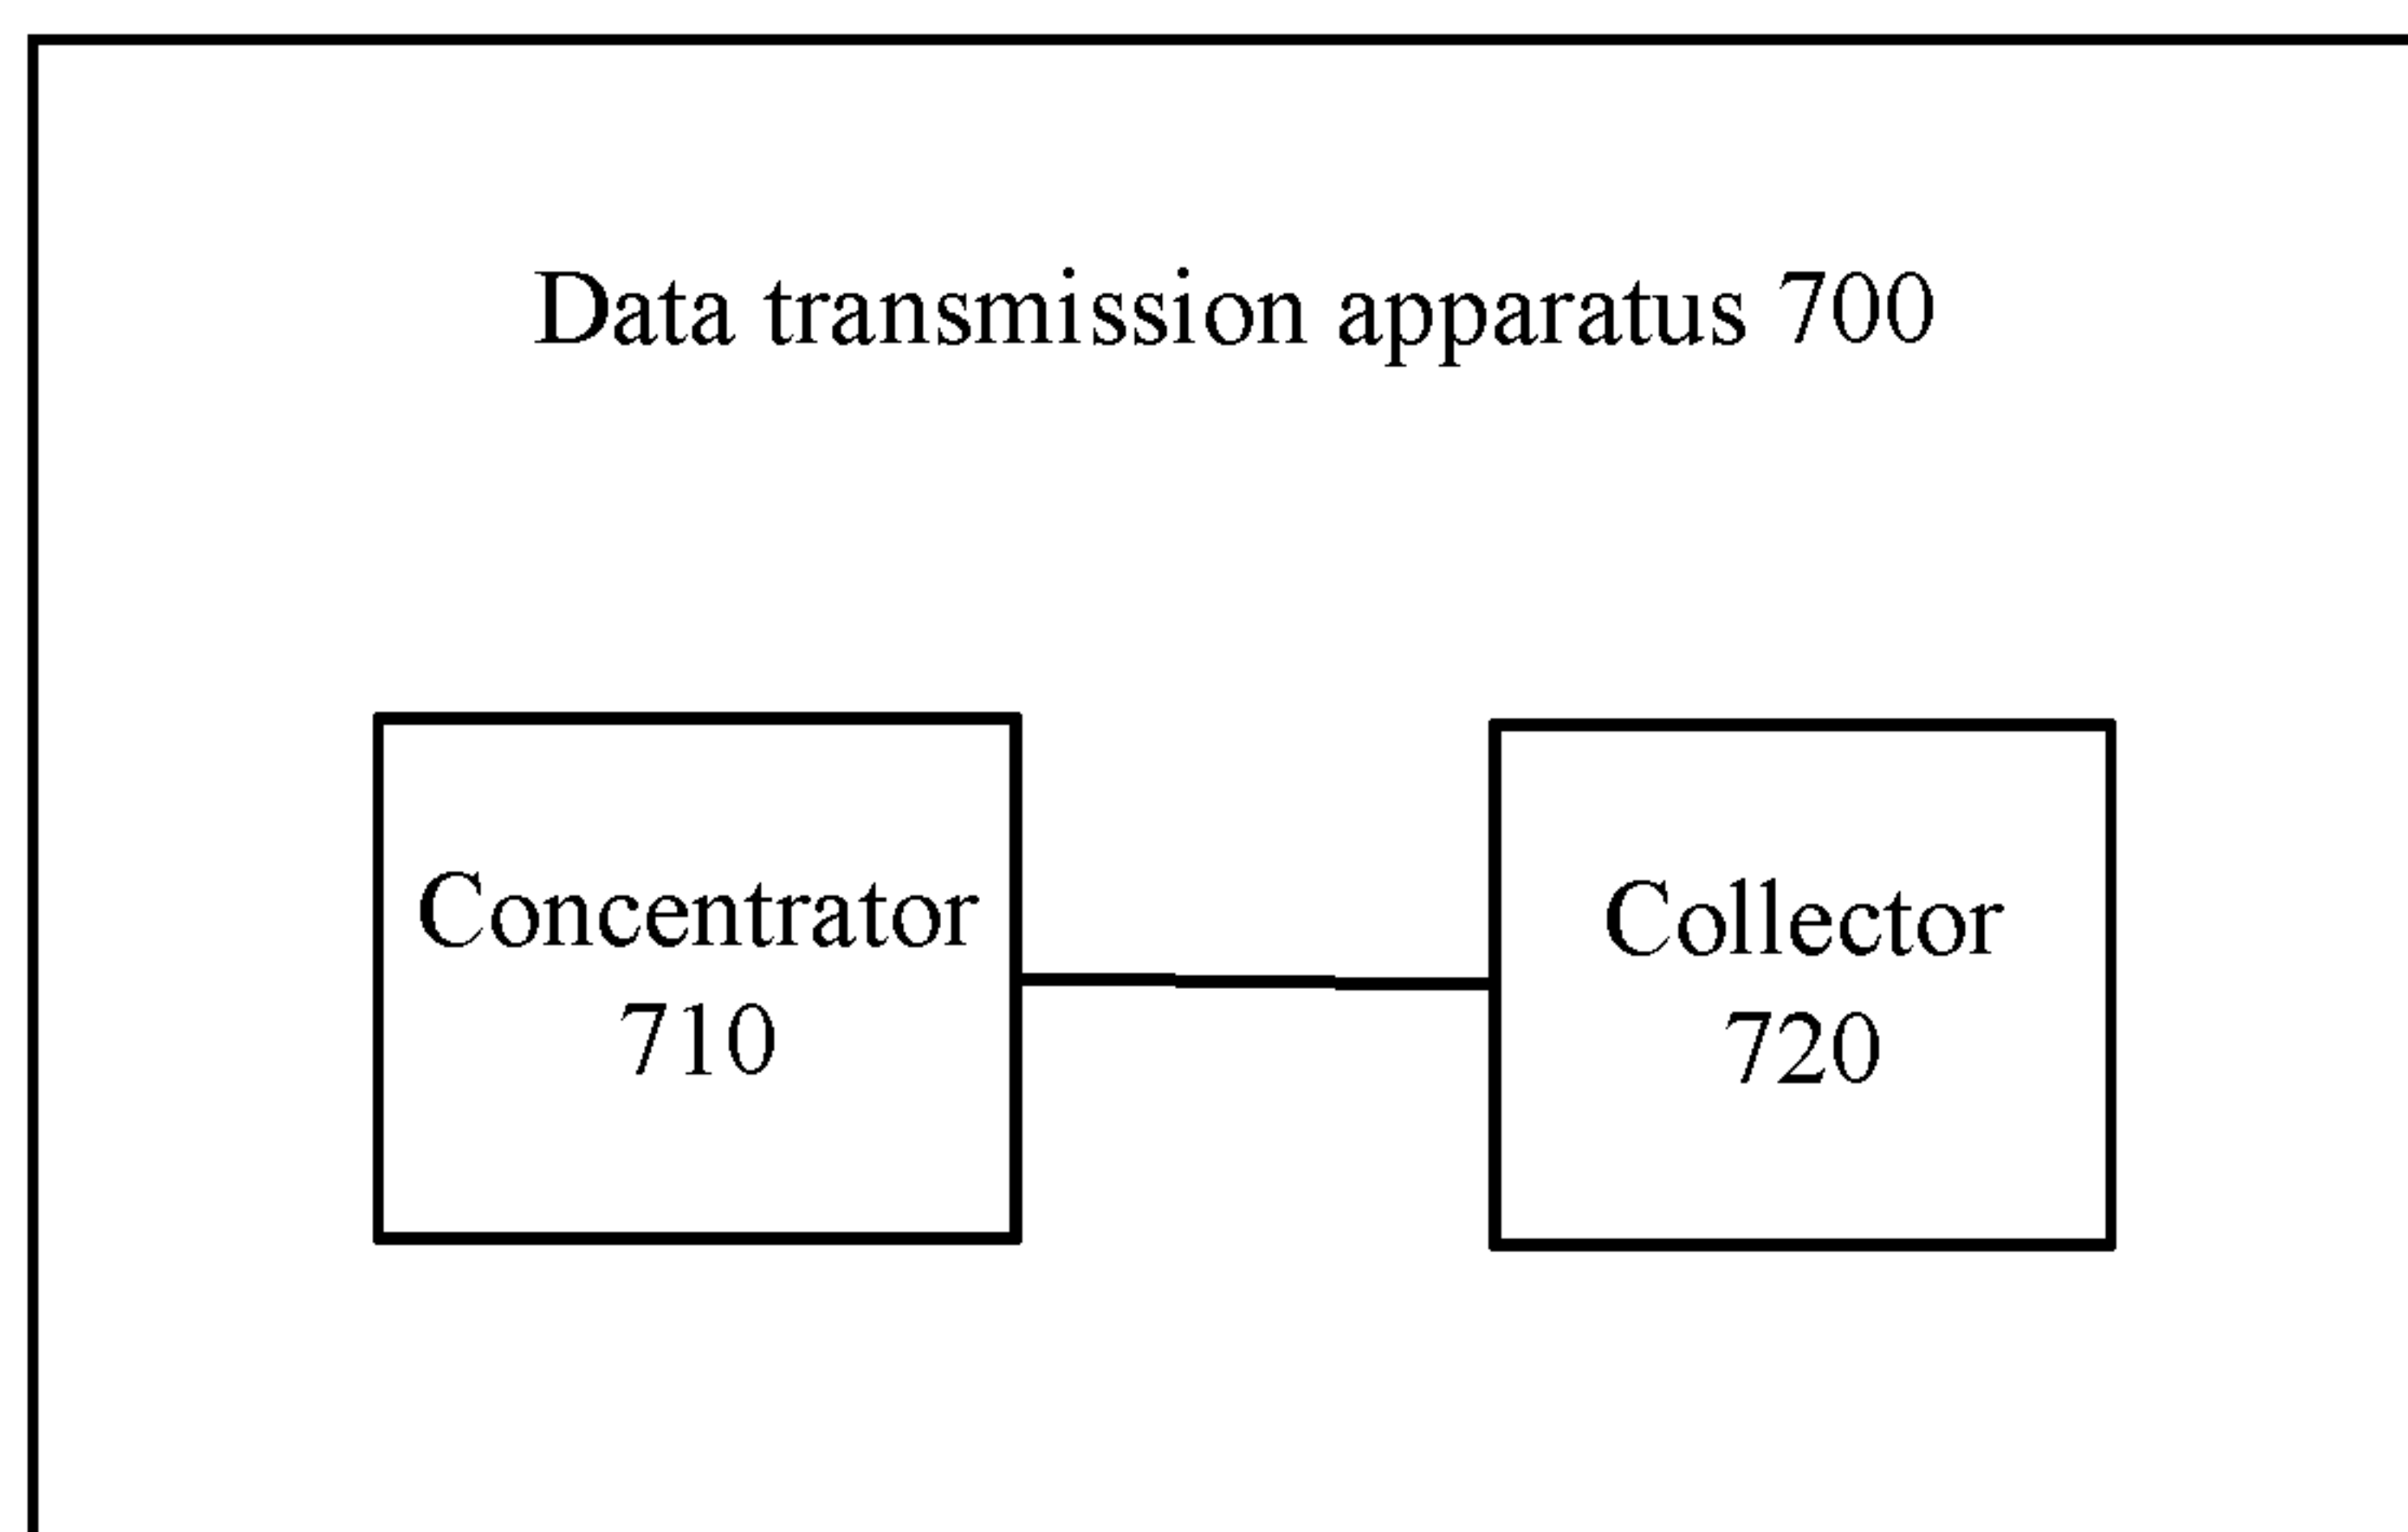 Data transmission apparatus 700
Concentrator
710
Collector
720